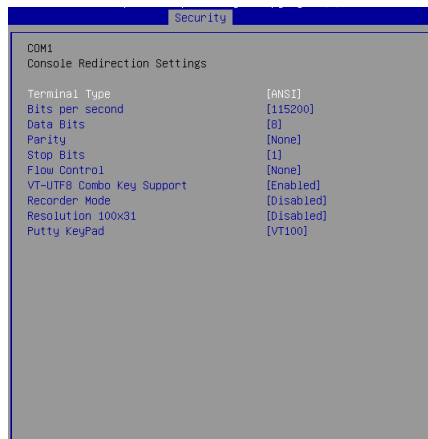 Security
COM1
Console Redirection Settings
Terminal Type [ANSI]
Bits per second [115200]
Data Bits [8]
Parity [None]
Stop Bits [1]
Flow Control [None]
VT-UTF8 Combo Key Support [Enabled]
Recorder Mode [Disabled]
Resolution 100x31 [Disabled]
Putty KeyPad [VT100]